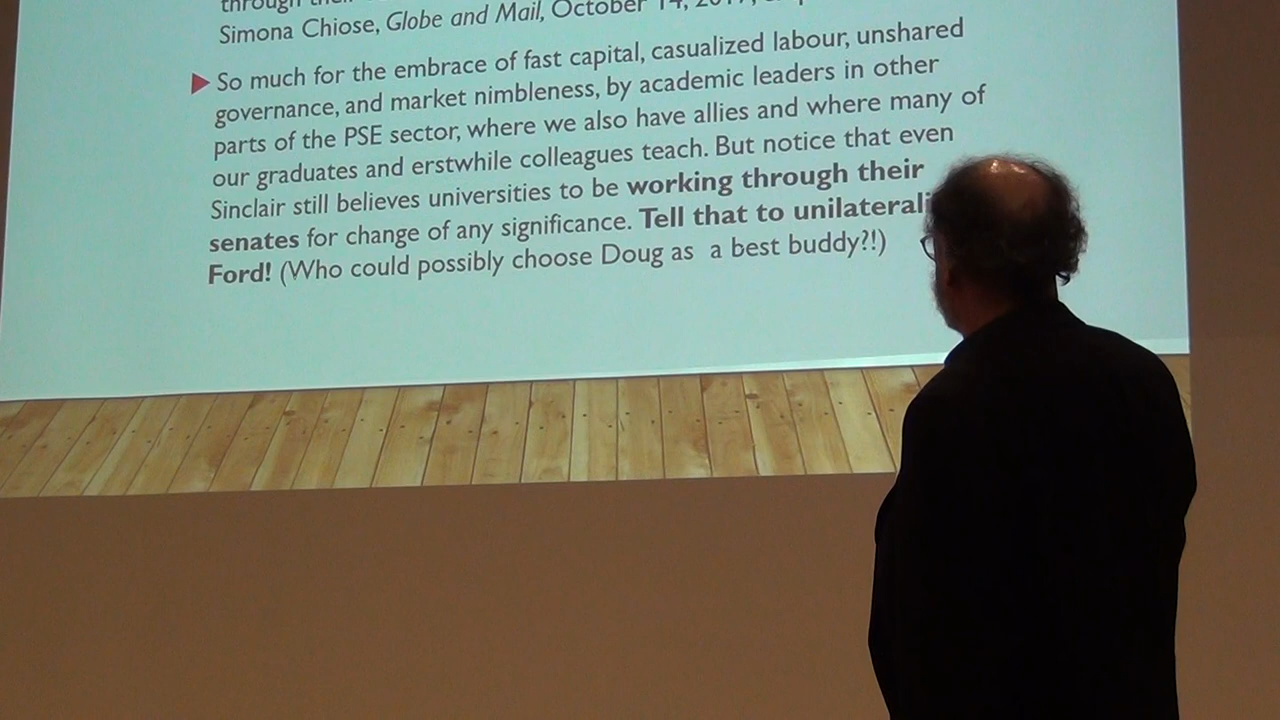 through their
Simona Chiose, Globe and Mail, October 14, 2017,
So much for the embrace of fast capital, casualized labour, unshared
governance, and market nimbleness, by academic leaders in other
parts of the PSE sector, where we also have allies and where many of
our graduates and erstwhile colleagues teach. But notice that even
Sinclair still believes universities to be working through their
senates for change of any significance. Tell that to
Ford! (Who could possibly choose Doug as a best buddy?!)